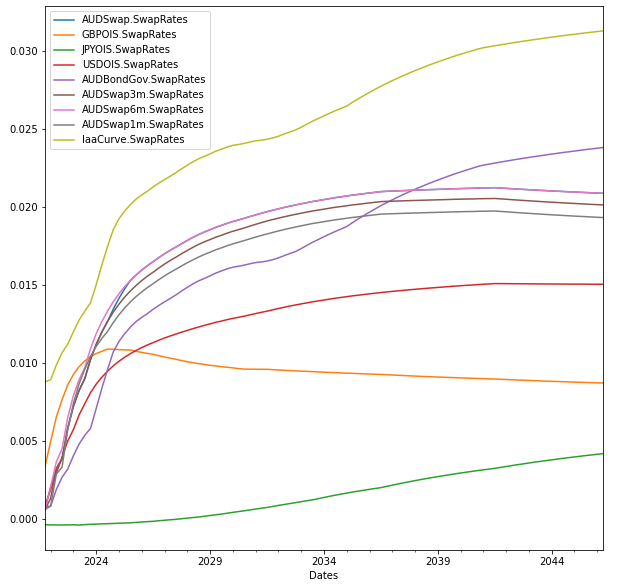 AUDSwap.SwapRates
GBPOIS.SwapRates
JPYOIS.SwapRates
USDOIS.SwapRates
AUDBondGov.SwapRates
AUDSwap3m.SwapRates
AUDSwap6m.SwapRates
AUDSwap1m.SwapRates
IaaCurve.SwapRates
0.030
0.025
0.020
0.015
0.010
0.005
0.000
2024 2029 2034 2039 2044
Dates